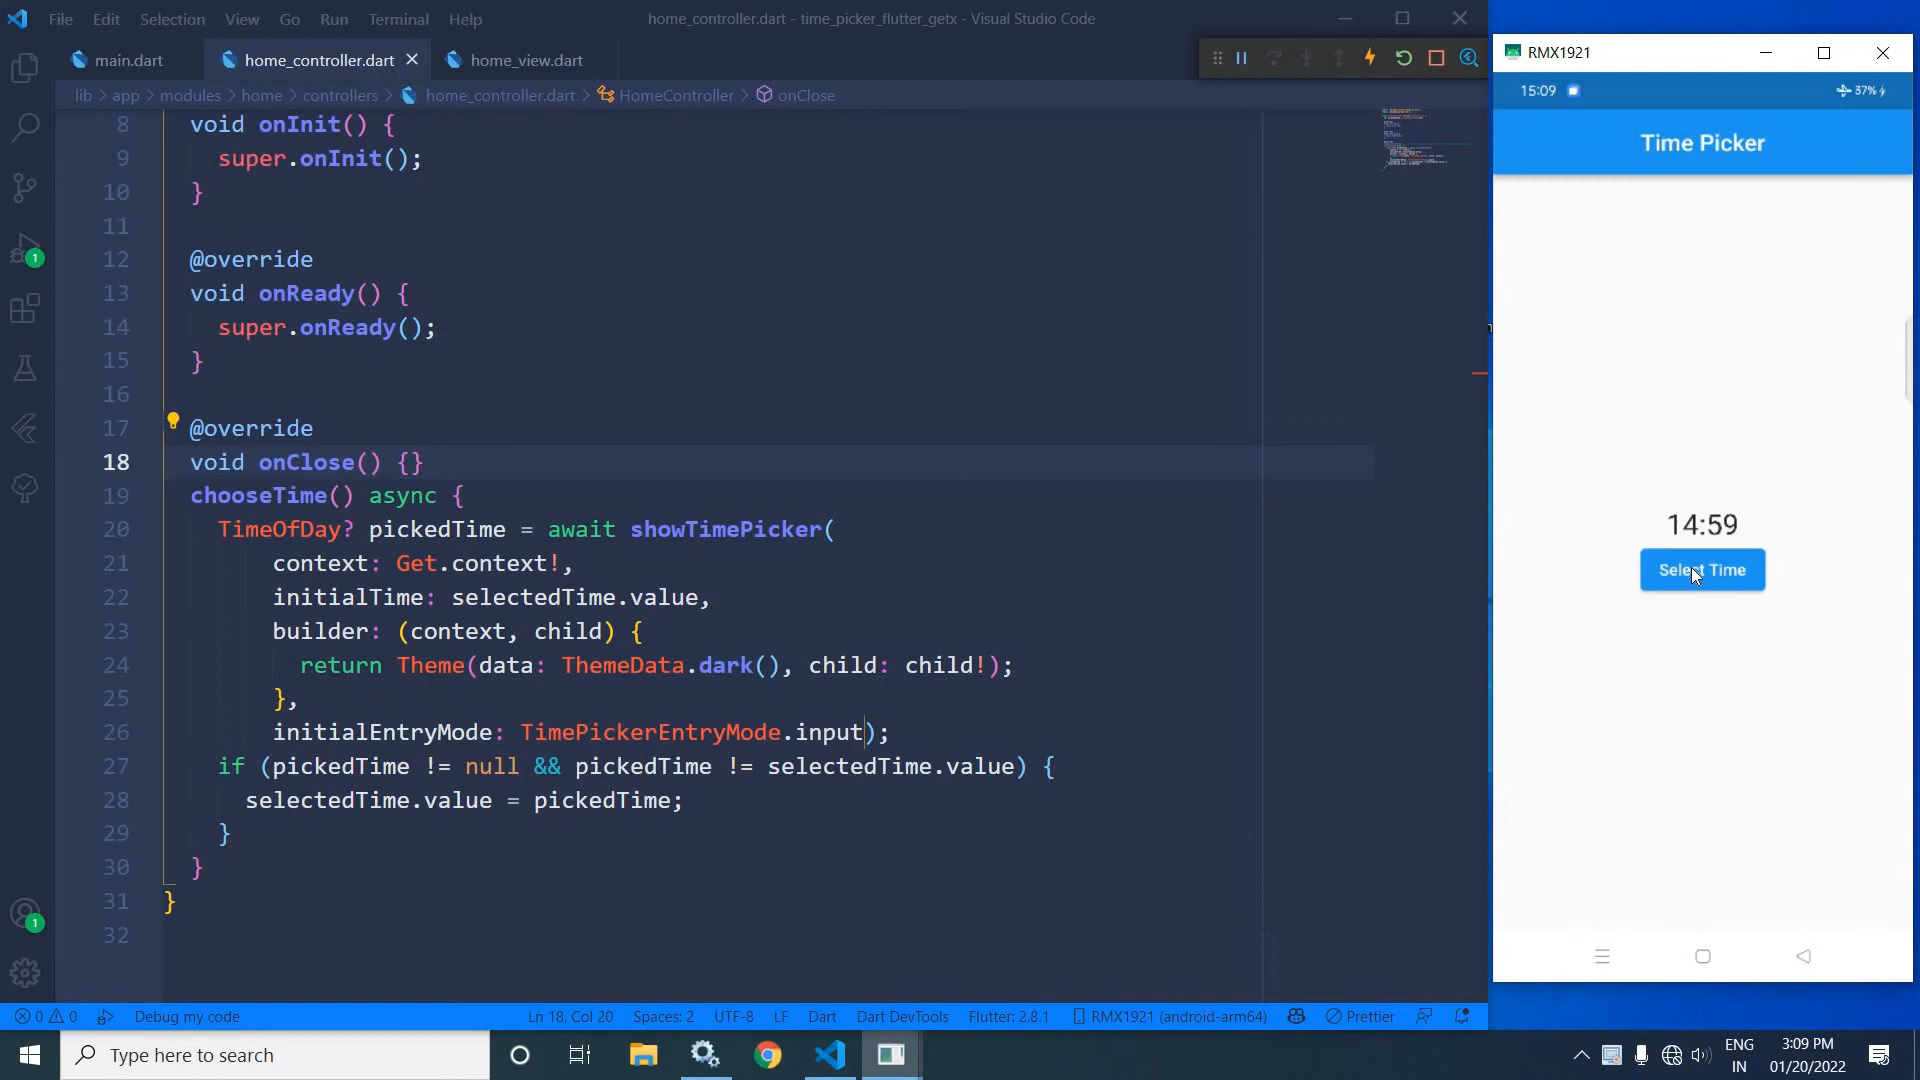 File Edit Selection View Go Run Terminal Help
home_controller.dart - time_picker_flutter_getx - Visual Studio Code
main.dart
home_controller.dart
home_view.dart
lib > app > modules > home > controllers > home_controller.dart > HomeController > onClose
8 void onInit() {
9 super.onInit();
10 }
11
12 @override
13 void onReady() {
14 super.onReady();
15 }
16
17 @override
18 void onClose() {}
19 chooseTime() async {
20 TimeOfDay? pickedTime = await showTimePicker(
21 context: Get.context!,
22 initialTime: selectedTime.value,
23 builder: (context, child) {
24 return Theme(data: ThemeData.dark(), child: child!);
25 },
26 initialEntryMode: TimePickerEntryMode.input);
27 if (pickedTime != null && pickedTime != selectedTime.value) {
28 selectedTime.value = pickedTime;
29 }
30 }
31 }
32
1
1
0 0 Debug my code Ln 18, Col 20 Spaces: 2 UTF-8 LF Dart Dart DevTools Flutter: 2.8.1 RMX1921 (android-arm64) Prettier
RMX1921
15:09
37%
Time Picker
14:59
Select Time
Type here to search
ENG
IN
3:09 PM
01/20/2022